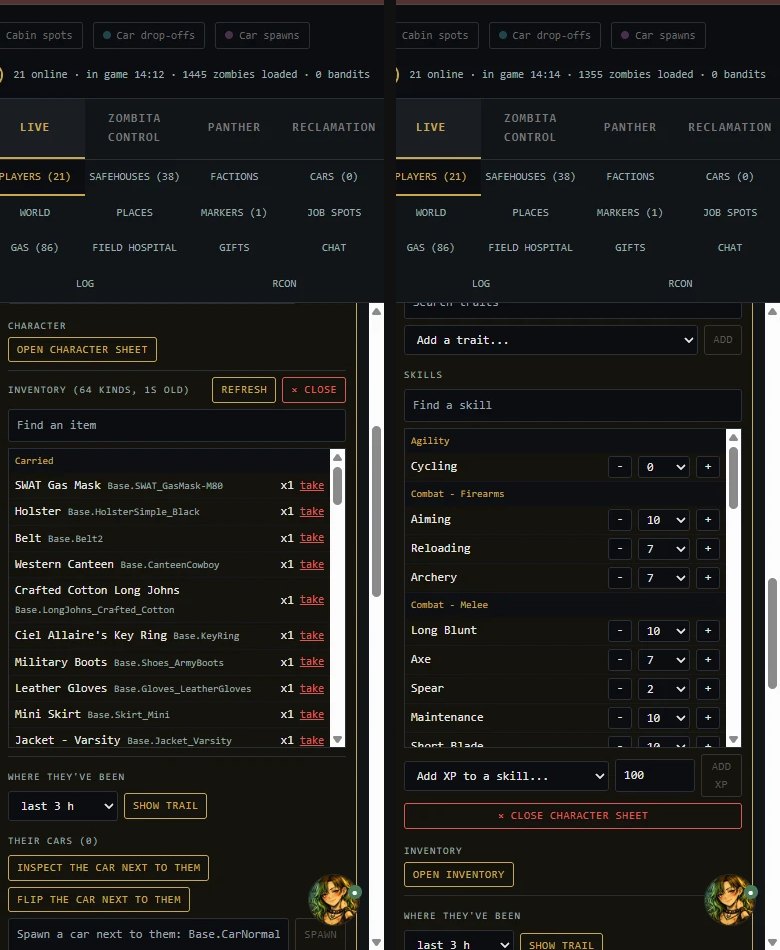 Cabin spots Car drop-offs Car spawns
21 online · in game 14:12 · 1445 zombies loaded · 0 bandits
LIVE ZOMBITA CONTROL PANTHER RECLAMATION
PLAYERS (21) SAFEHOUSES (38) FACTIONS CARS (0)
WORLD PLACES MARKERS (1) JOB SPOTS
GAS (86) FIELD HOSPITAL GIFTS CHAT
LOG RCON
CHARACTER
OPEN CHARACTER SHEET
INVENTORY (64 KINDS, 1S OLD) REFRESH × CLOSE
Find an item
Carried
SWAT Gas Mask Base.SWAT_GasMask-M80 x1 take
Holster Base.HolsterSimple_Black x1 take
Belt Base.Belt2 x1 take
Western Canteen Base.CanteenCowboy x1 take
Crafted Cotton Long Johns
Base.LongJohns_Crafted_Cotton x1 take
Ciel Allaire's Key Ring Base.KeyRing x1 take
Military Boots Base.Shoes_ArmyBoots x1 take
Leather Gloves Base.Gloves_LeatherGloves x1 take
Mini Skirt Base.Skirt_Mini x1 take
Jacket - Varsity Base.Jacket_Varsity x1 take
WHERE THEY'VE BEEN
last 3 h SHOW TRAIL
THEIR CARS (0)
INSPECT THE CAR NEXT TO THEM
FLIP THE CAR NEXT TO THEM
Spawn a car next to them: Base.CarNormal SPAWN
Cabin spots Car drop-offs Car spawns
21 online · in game 14:14 · 1355 zombies loaded · 0 bandits
LIVE ZOMBITA CONTROL PANTHER RECLAMATION
PLAYERS (21) SAFEHOUSES (38) FACTIONS CARS (0)
WORLD PLACES MARKERS (1) JOB SPOTS
GAS (86) FIELD HOSPITAL GIFTS CHAT
LOG RCON
Search traits
Add a trait... ADD
SKILLS
Find a skill
Agility
Cycling - 0 +
Combat - Firearms
Aiming - 10 +
Reloading - 7 +
Archery - 7 +
Combat - Melee
Long Blunt - 10 +
Axe - 7 +
Spear - 2 +
Maintenance - 10 +
Short Blade - 10 +
Add XP to a skill... 100 ADD XP
× CLOSE CHARACTER SHEET
INVENTORY
OPEN INVENTORY
WHERE THEY'VE BEEN
last 3 h SHOW TRAIL